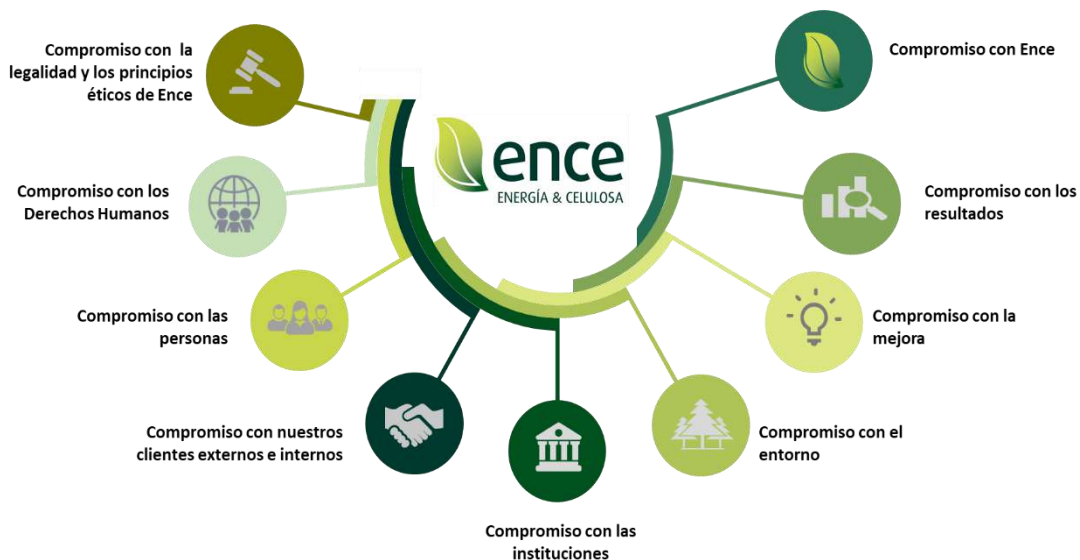 Compromiso con la
legalidad y los principios
éticos de Ence
Compromiso con los
Derechos Humanos
Compromiso con las
personas
Compromiso con nuestros
clientes externos e internos
Compromiso con las
instituciones
Compromiso con el
entorno
Compromiso con la
mejora
Compromiso con los
resultados
Compromiso con Ence
ence
ENERGÍA & CELULOSA